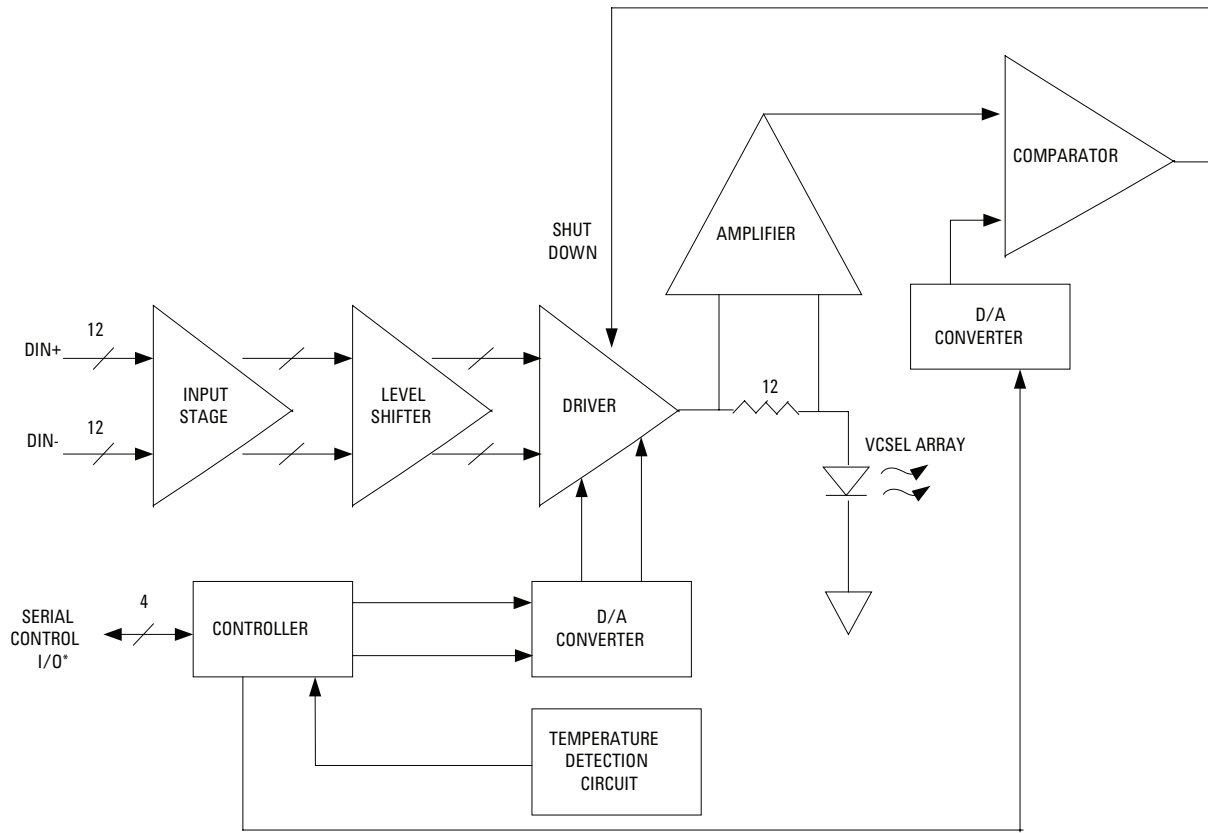 COMPARATOR
AMPLIFIER
SHUT
DOWN
D/A
CONVERTER
12
DIN+
INPUT
STAGE
LEVEL
SHIFTER
DRIVER
12
DIN-
12
VCSEL ARRAY
SERIAL
CONTROL
I/O*
4
CONTROLLER
D/A
CONVERTER
TEMPERATURE
DETECTION
CIRCUIT